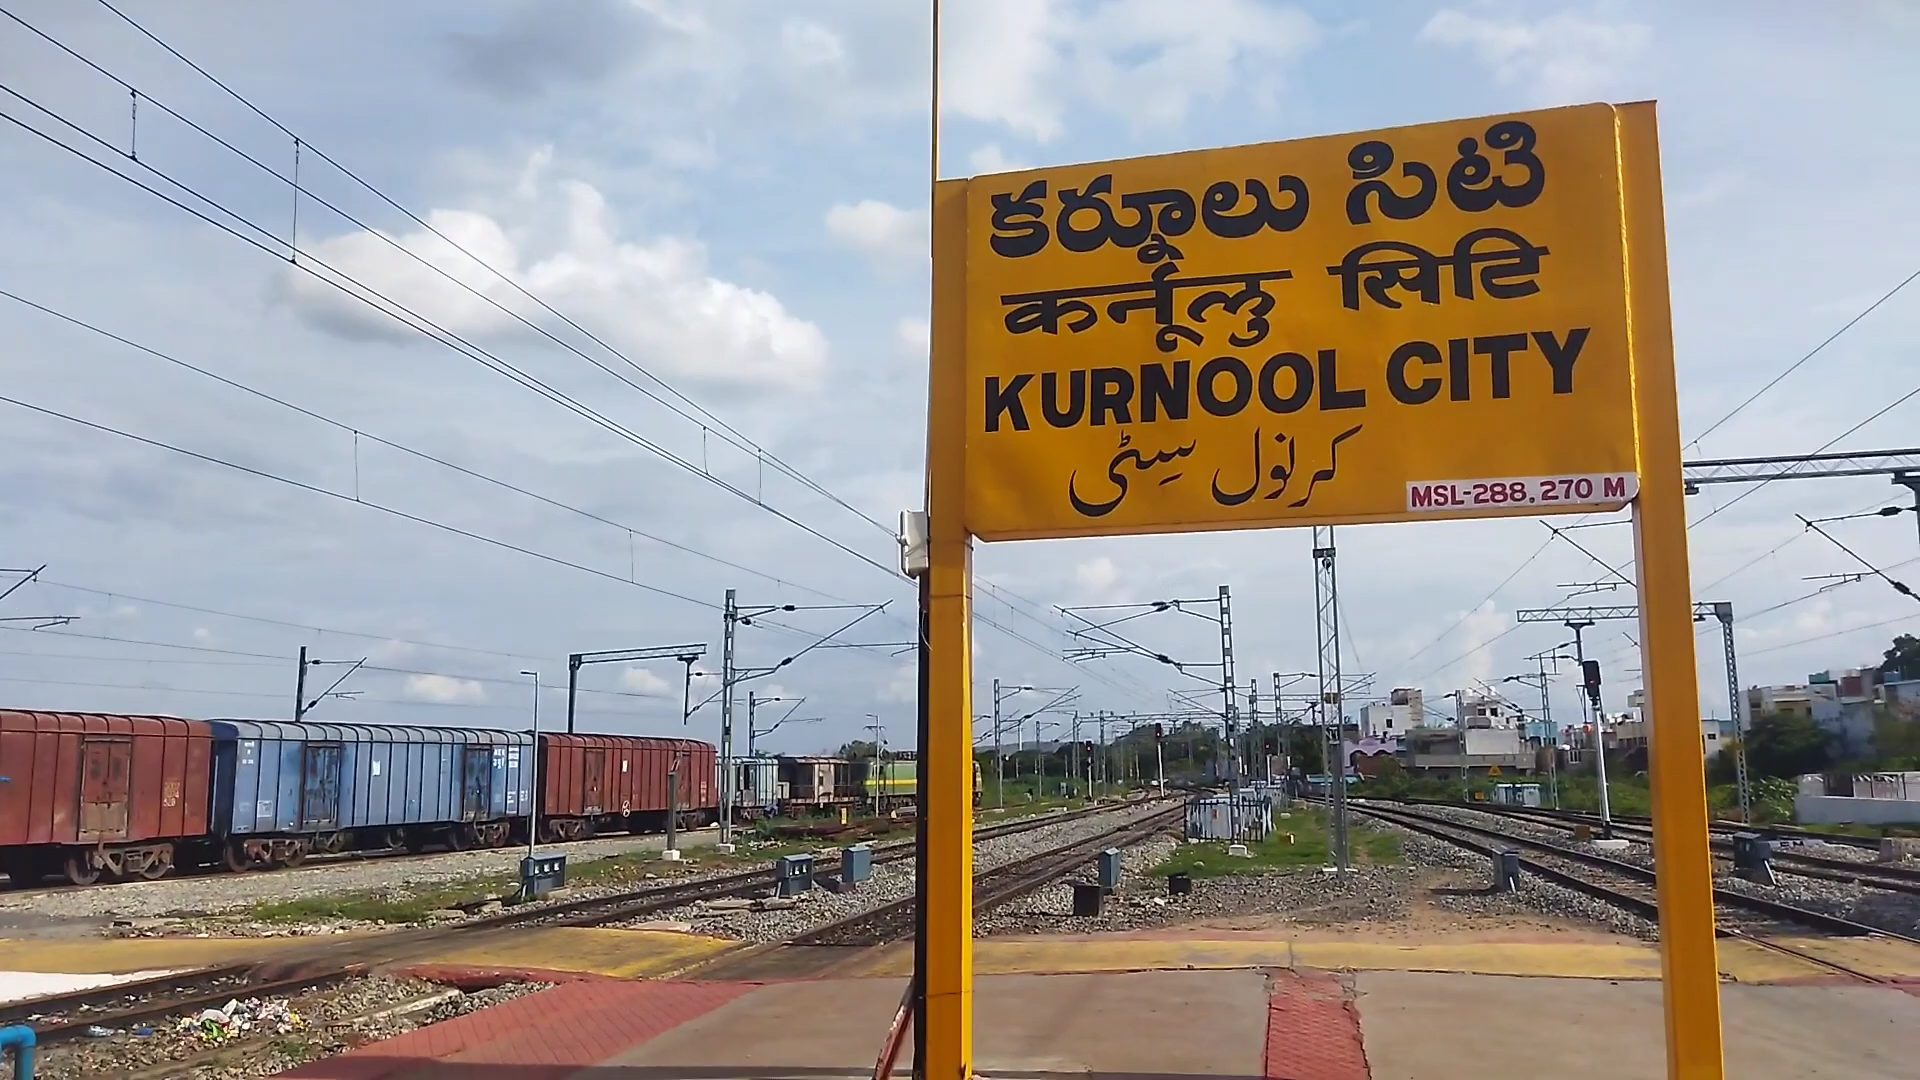 కర్నూలు సిటి
कर्नूलु सिटि
KURNOOL CITY
کرنول سِٹی
MSL-288.270 M